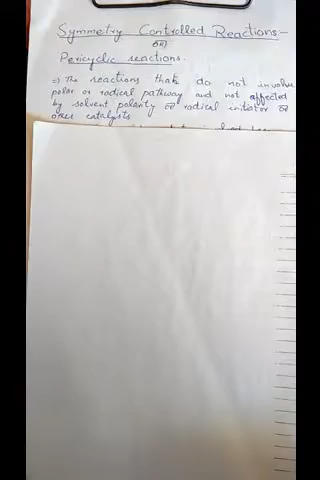 Symmetry Controlled Reactions:-
or
Pericyclic reactions.
⇒ The reactions that do not involve
polar or radical pathway and not affected
by solvent polarity or radical initiator or
other catalysts